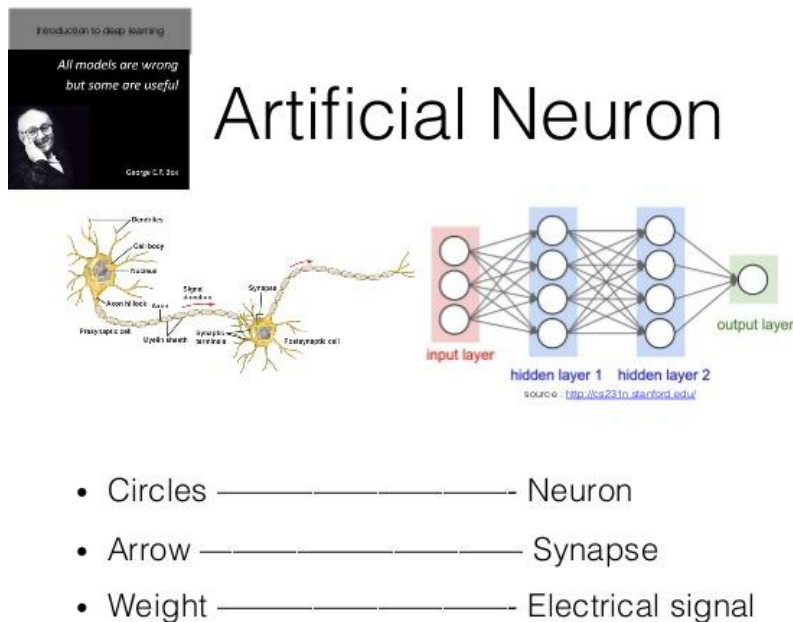 Introduction to deep learning
All models are wrong
but some are useful
George C.P. Box
Artificial Neuron
Dendrites
Cell body
Nucleus
Axon hillock
Axon
Signal
direction
Synapse
Presynaptic cell
Myelin sheath
Synaptic
terminals
Postsynaptic cell
input layer
hidden layer 1
hidden layer 2
output layer
source : http://cs231n.stanford.edu/
• Circles ———————————- Neuron
• Arrow ———————————— Synapse
• Weight ———————————- Electrical signal